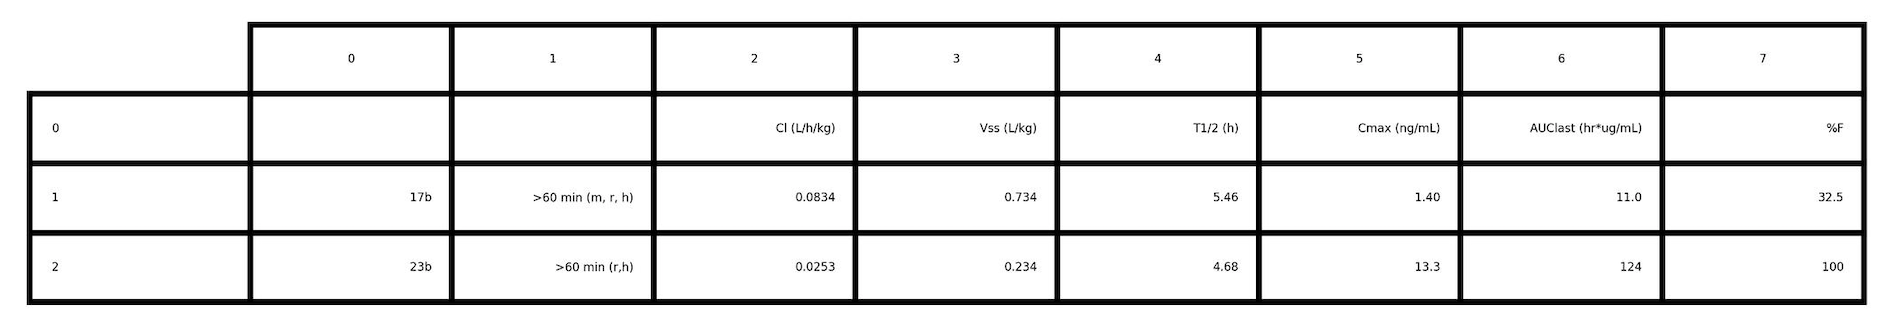 0 1 2 3 4 5 6 7
0 Cl (L/h/kg) Vss (L/kg) T1/2 (h) Cmax (ng/mL) AUClast (hr*ug/mL) %F
1 17b >60 min (m, r, h) 0.0834 0.734 5.46 1.40 11.0 32.5
2 23b >60 min (r,h) 0.0253 0.234 4.68 13.3 124 100